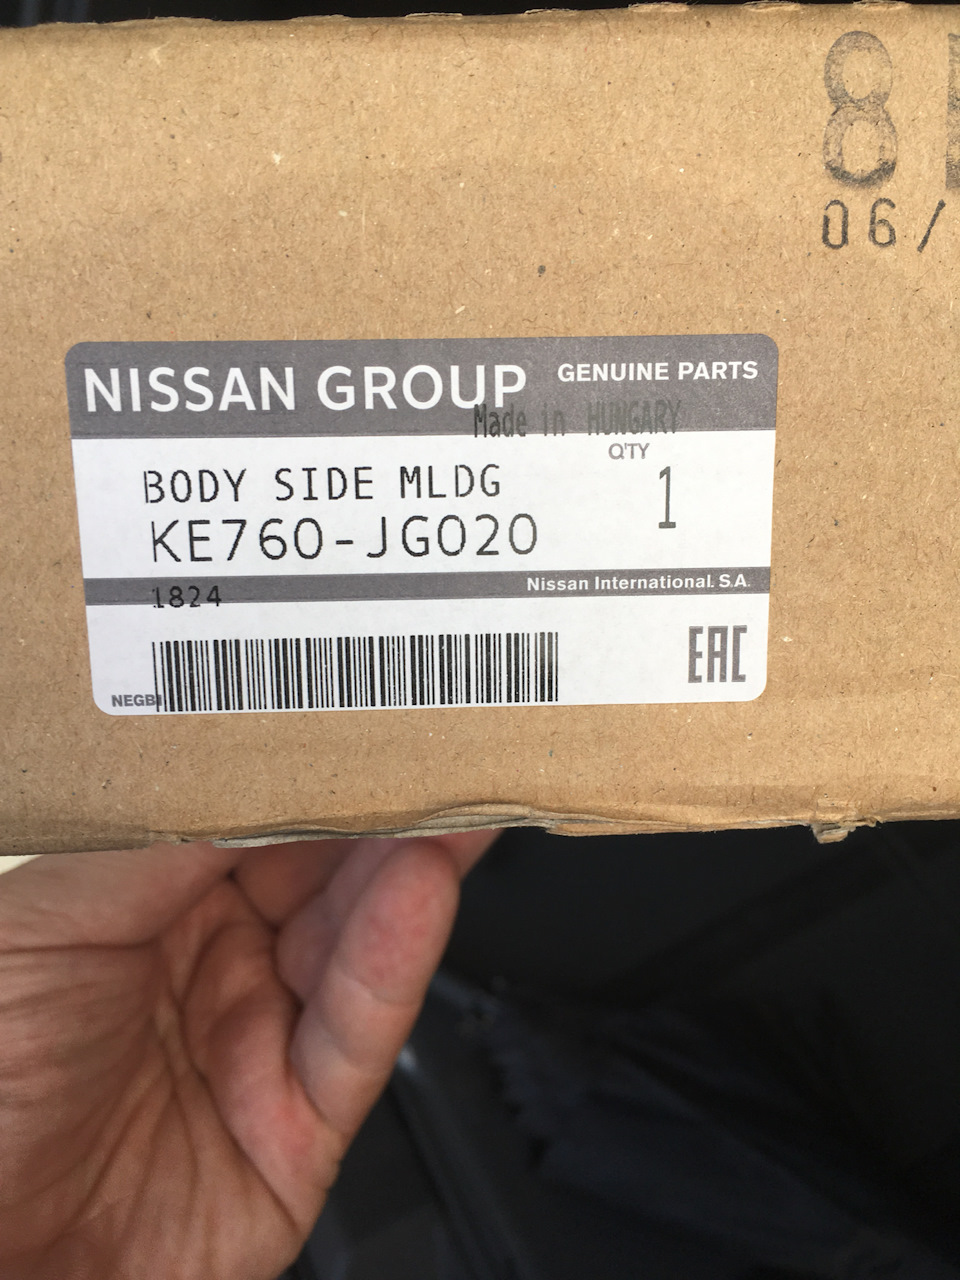 8
06/
NISSAN GROUP GENUINE PARTS
Made in HUNGARY
Q'TY
BODY SIDE MLDG 1
KE760-JG020
Nissan International. S.A.
1824
EAC
NEGB